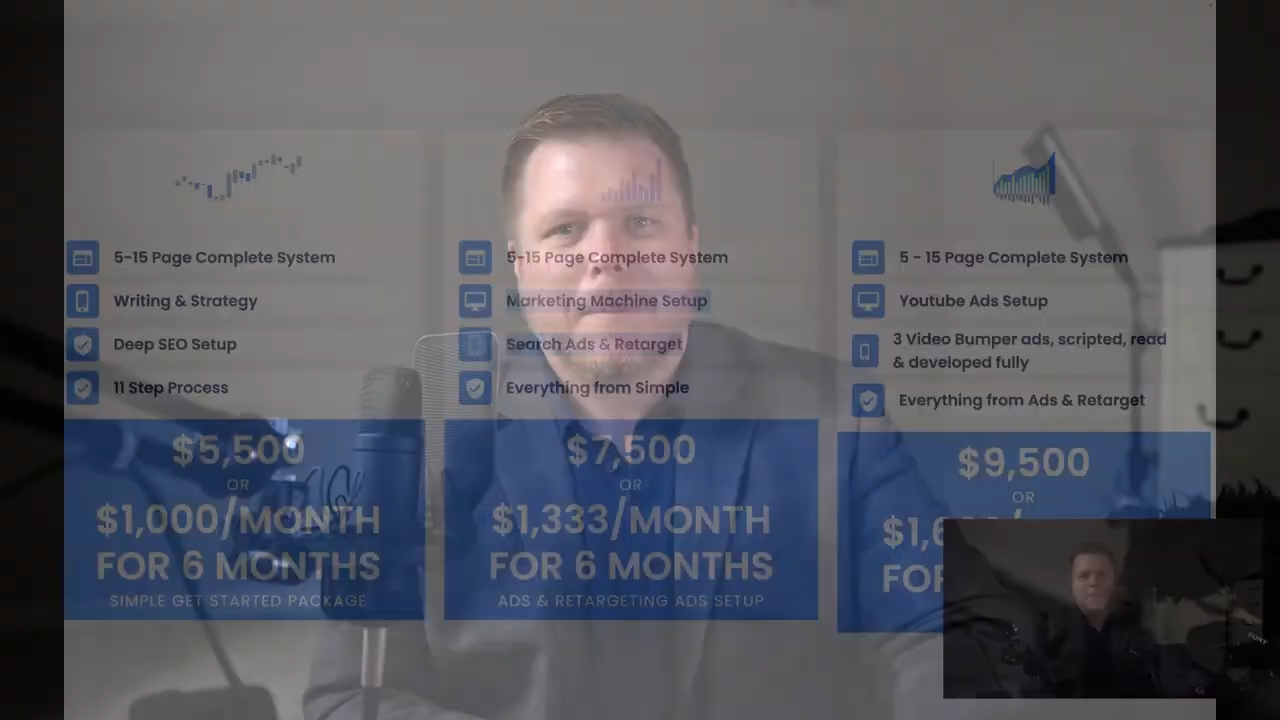 5-15 Page Complete System
Writing & Strategy
Deep SEO Setup
11 Step Process
$5,500
OR
$1,000/MONTH
FOR 6 MONTHS
SIMPLE GET STARTED PACKAGE
5-15 Page Complete System
Marketing Machine Setup
Search Ads & Retarget
Everything from Simple
$7,500
OR
$1,333/MONTH
FOR 6 MONTHS
ADS & RETARGETING ADS SETUP
5 - 15 Page Complete System
Youtube Ads Setup
3 Video Bumper ads, scripted, read
& developed fully
Everything from Ads & Retarget
$9,500
OR
SONY